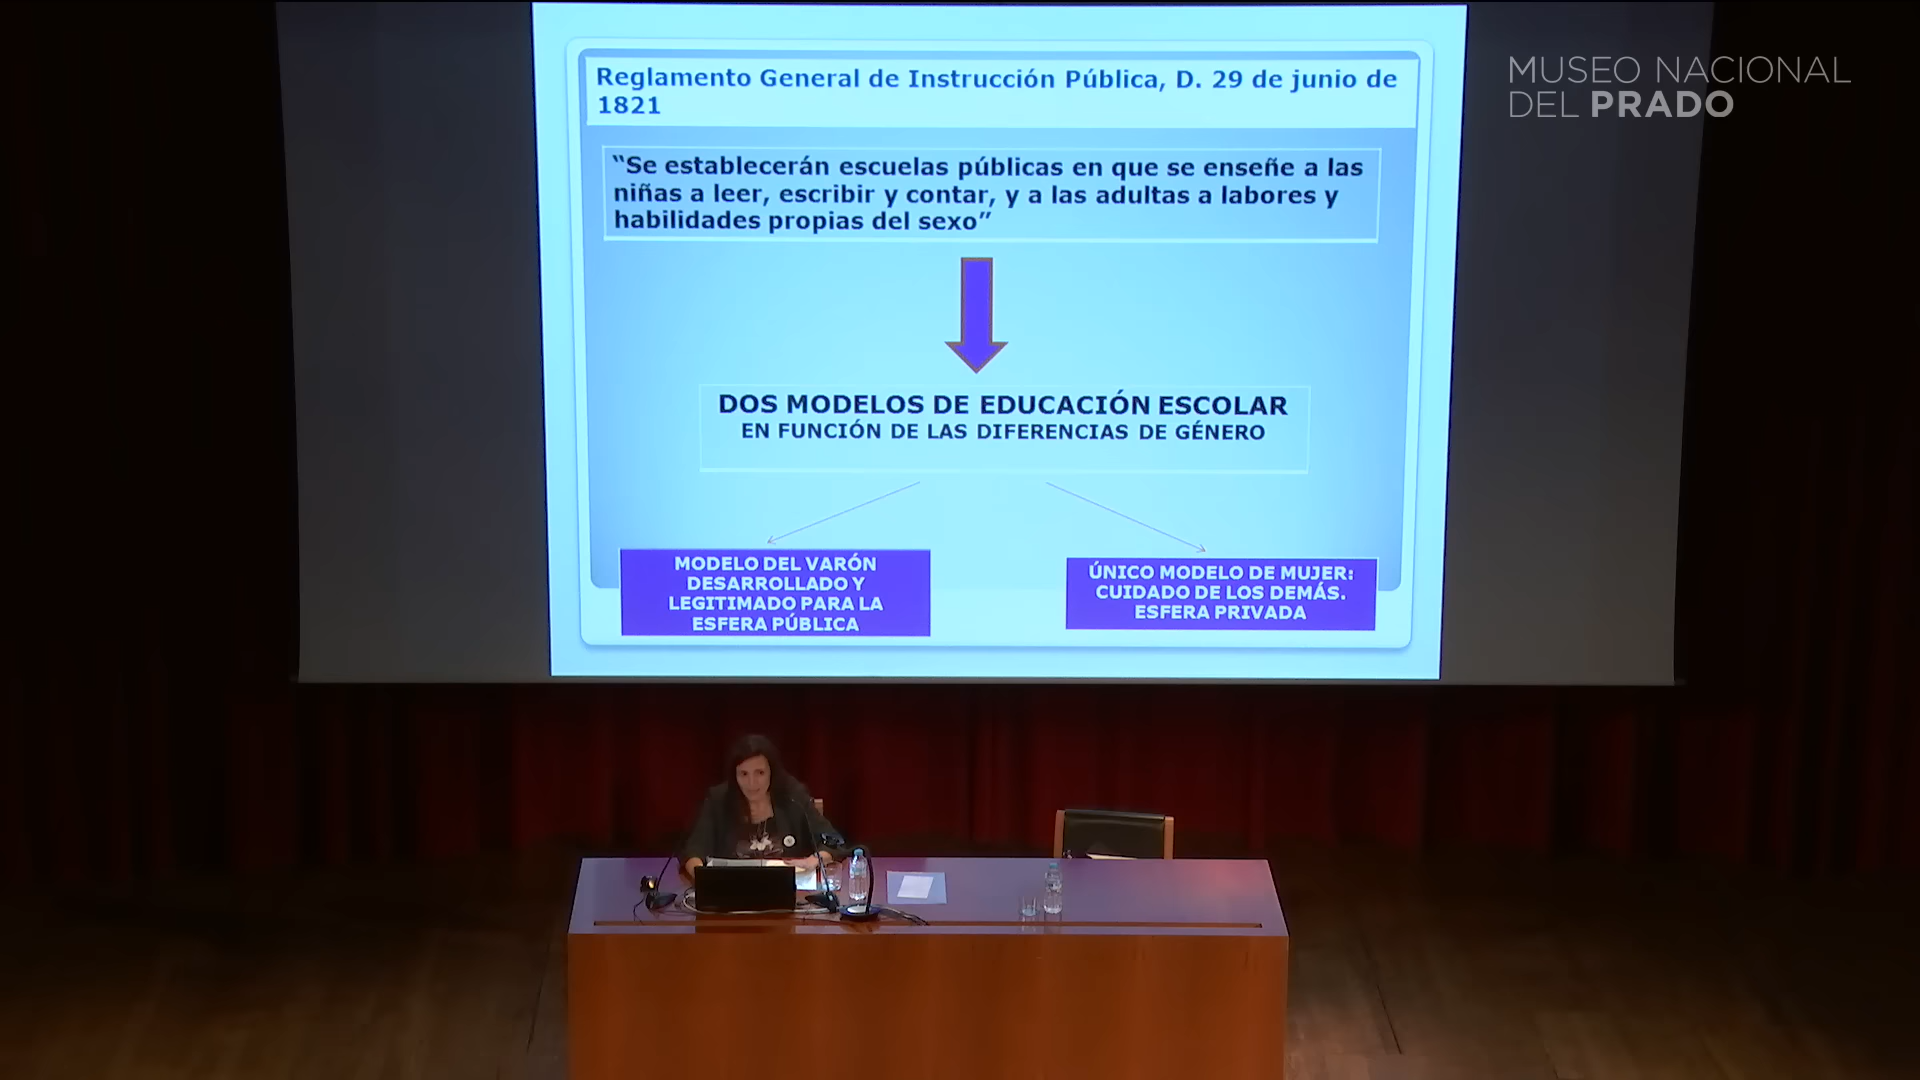 Reglamento General de Instrucción Pública, D. 29 de junio de
1821
“Se establecerán escuelas públicas en que se enseñe a las
niñas a leer, escribir y contar, y a las adultas a labores y
habilidades propias del sexo”
DOS MODELOS DE EDUCACIÓN ESCOLAR
EN FUNCIÓN DE LAS DIFERENCIAS DE GÉNERO
MODELO DEL VARÓN
DESARROLLADO Y
LEGITIMADO PARA LA
ESFERA PÚBLICA
ÚNICO MODELO DE MUJER:
CUIDADO DE LOS DEMÁS.
ESFERA PRIVADA
MUSEO NACIONAL
DEL PRADO